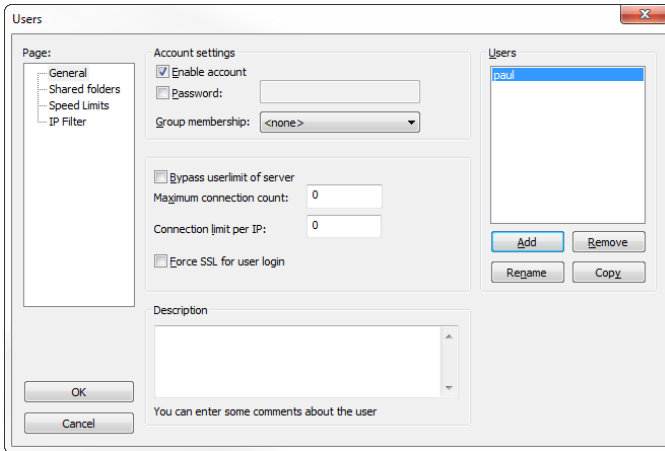 Users
Page:
General
Shared folders
Speed Limits
IP Filter
OK
Cancel
Account settings
Enable account
Password:
Group membership: <none>
Bypass userlimit of server
Maximum connection count: 0
Connection limit per IP: 0
Force SSL for user login
Description
You can enter some comments about the user
Users
paul
Add Remove
Rename Copy